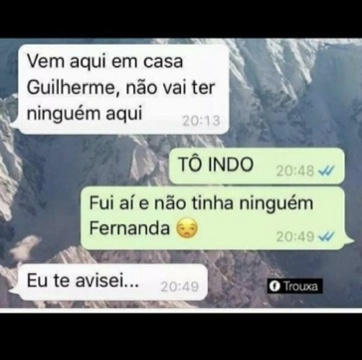 Vem aqui em casa
Guilherme, não vai ter
ninguém aqui
20:13
TÔ INDO
20:48
Fui aí e não tinha ninguém
Fernanda 😒
20:49
Eu te avisei...
20:49
Trouxa